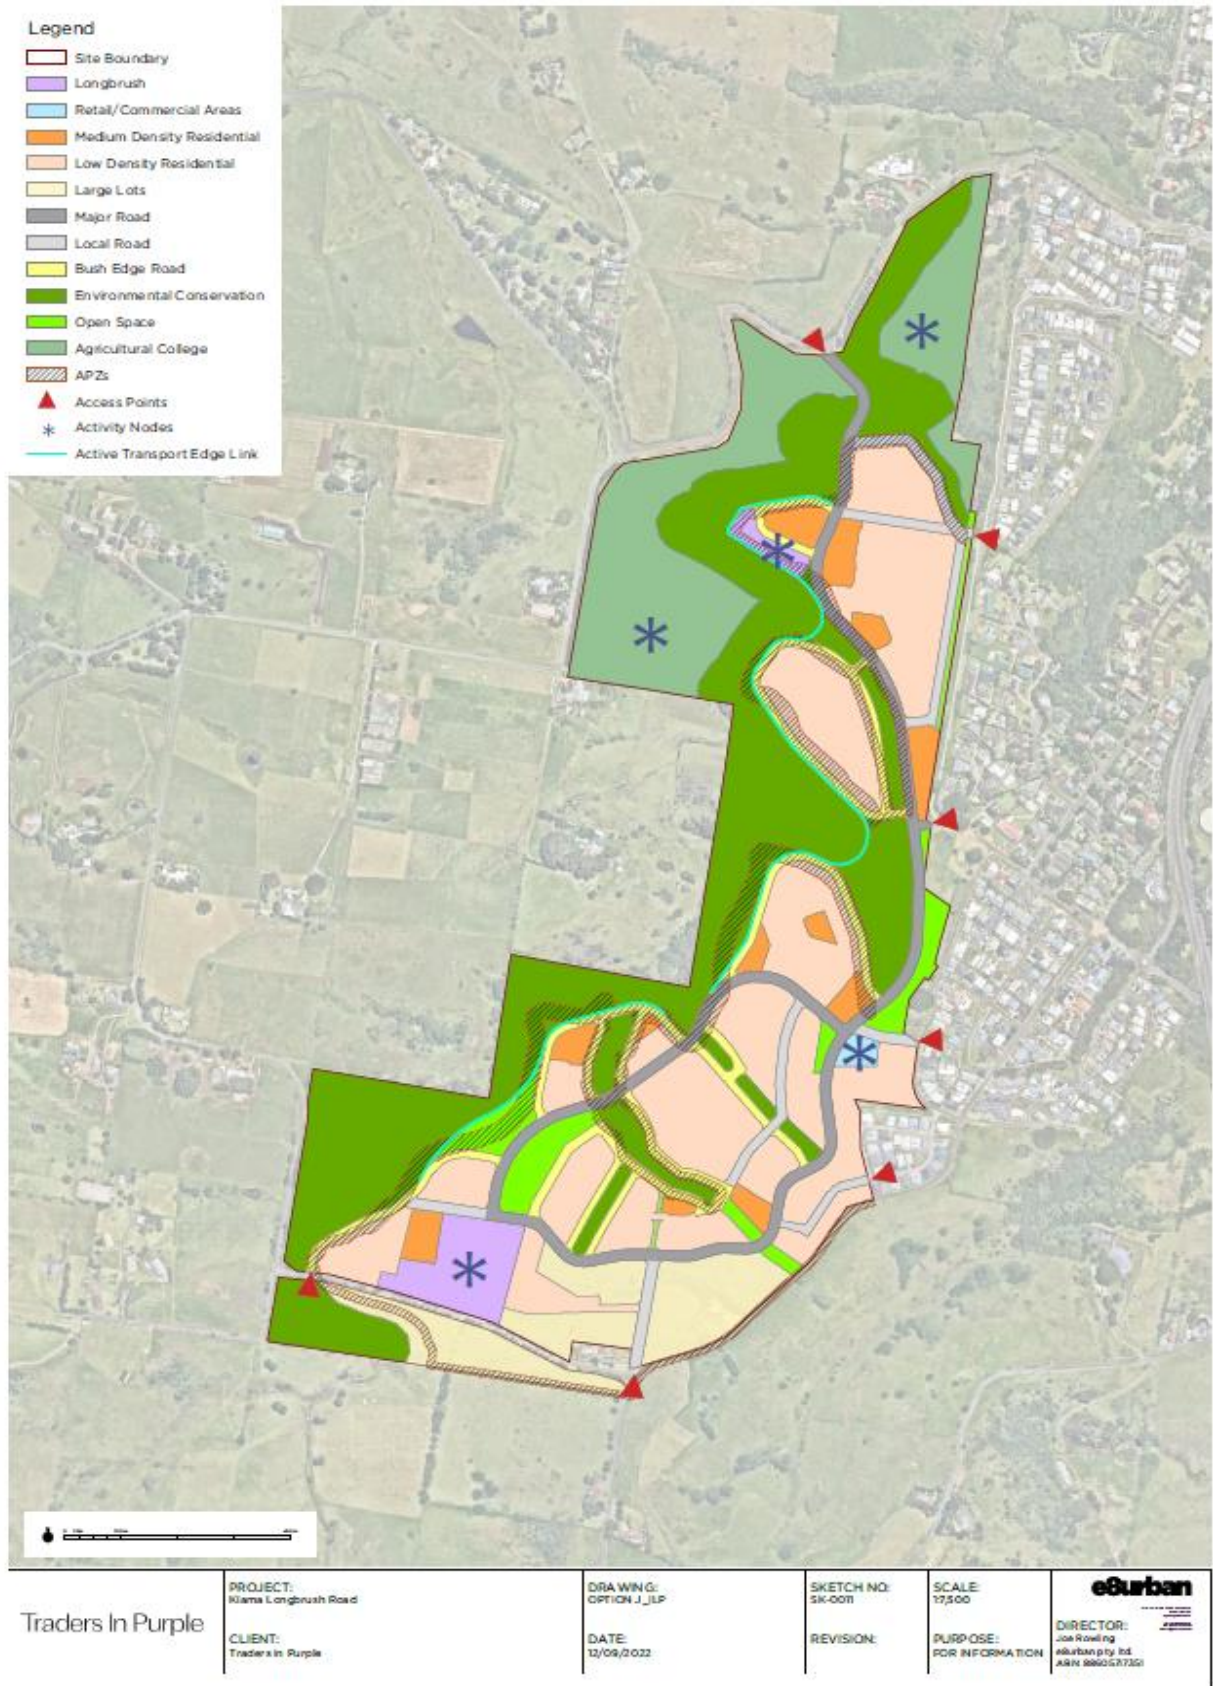 Legend
Site Boundary
Longbrush
Retail/Commercial Areas
Medium Density Residential
Low Density Residential
Large Lots
Major Road
Local Road
Bush Edge Road
Environmental Conservation
Open Space
Agricultural College
APZs
Access Points
Activity Nodes
Active Transport Edge Link
Traders In Purple
PROJECT:
Kiama Longbrush Road
CLIENT:
Traders in Purple
DRAWING:
OPTION J_ILP
DATE:
12/09/2022
SKETCH NO:
SK-0011
REVISION:
SCALE:
1:7,500
PURPOSE:
FOR INFORMATION
e8urban
DIRECTOR:
Joe Rowling
e8urban pty. ltd.